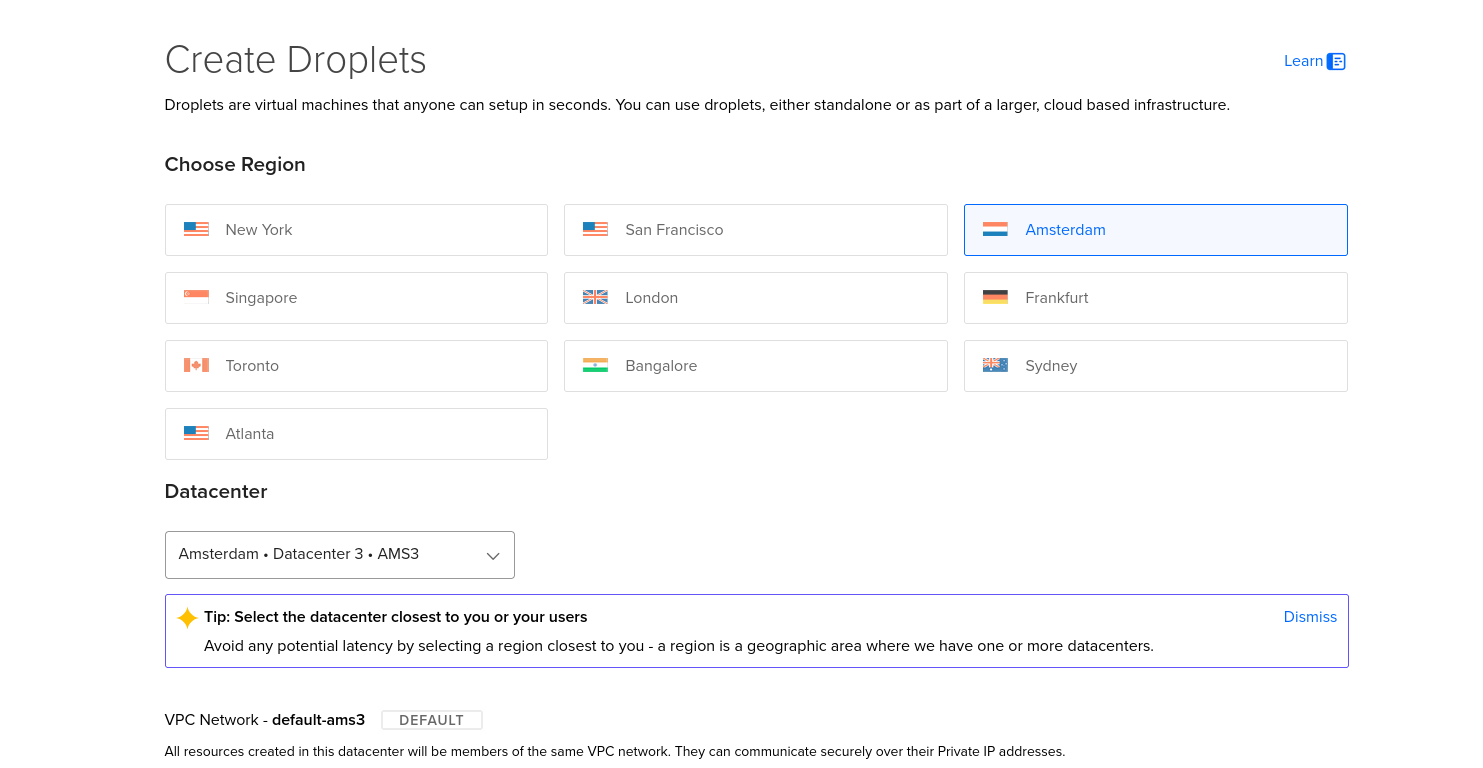 Create Droplets
Learn
Droplets are virtual machines that anyone can setup in seconds. You can use droplets, either standalone or as part of a larger, cloud based infrastructure.
Choose Region
New York
San Francisco
Amsterdam
Singapore
London
Frankfurt
Toronto
Bangalore
Sydney
Atlanta
Datacenter
Amsterdam • Datacenter 3 • AMS3
Tip: Select the datacenter closest to you or your users
Dismiss
Avoid any potential latency by selecting a region closest to you - a region is a geographic area where we have one or more datacenters.
VPC Network - default-ams3 DEFAULT
All resources created in this datacenter will be members of the same VPC network. They can communicate securely over their Private IP addresses.